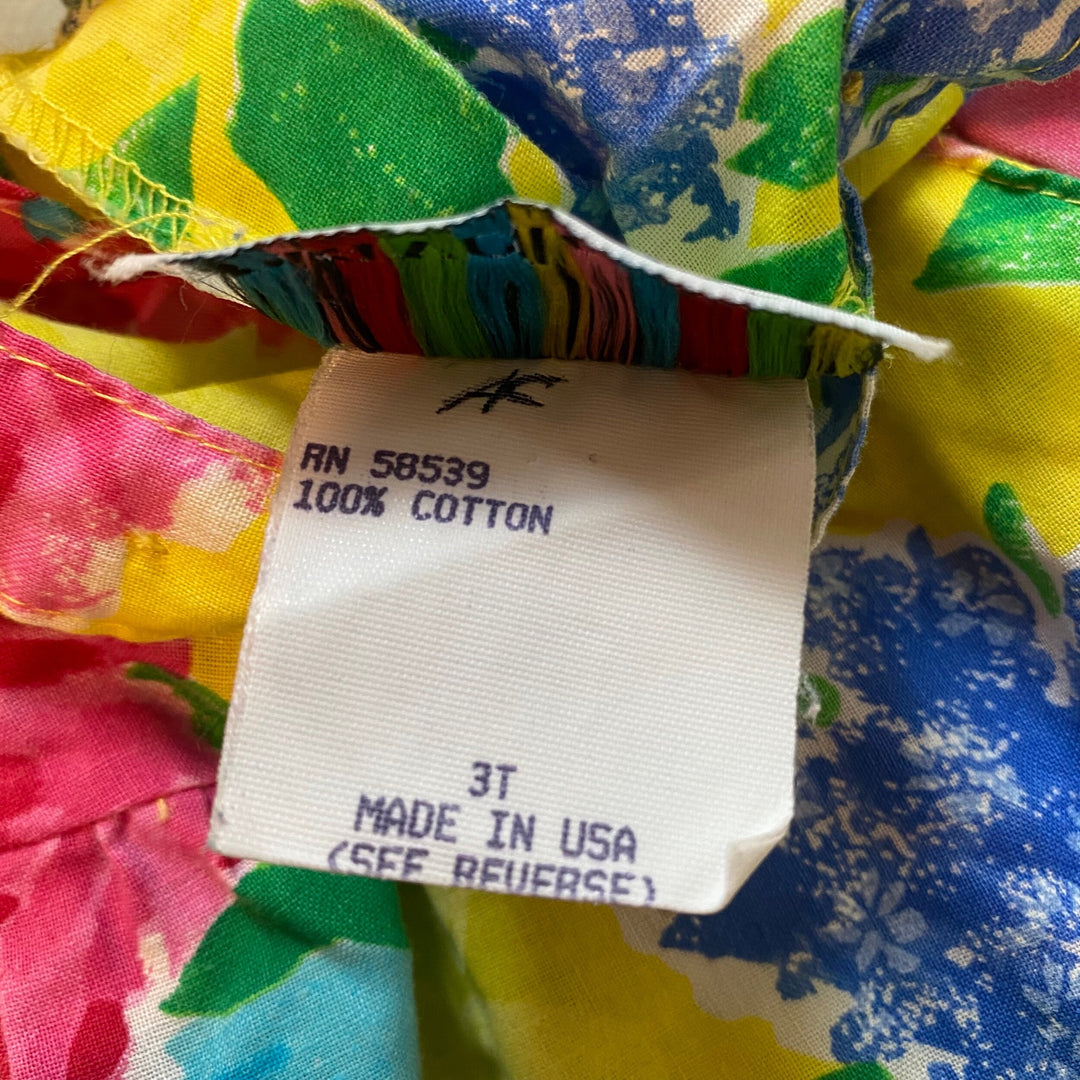 RN 58539
100% COTTON
3T
MADE IN USA
(SEE REVERSE)